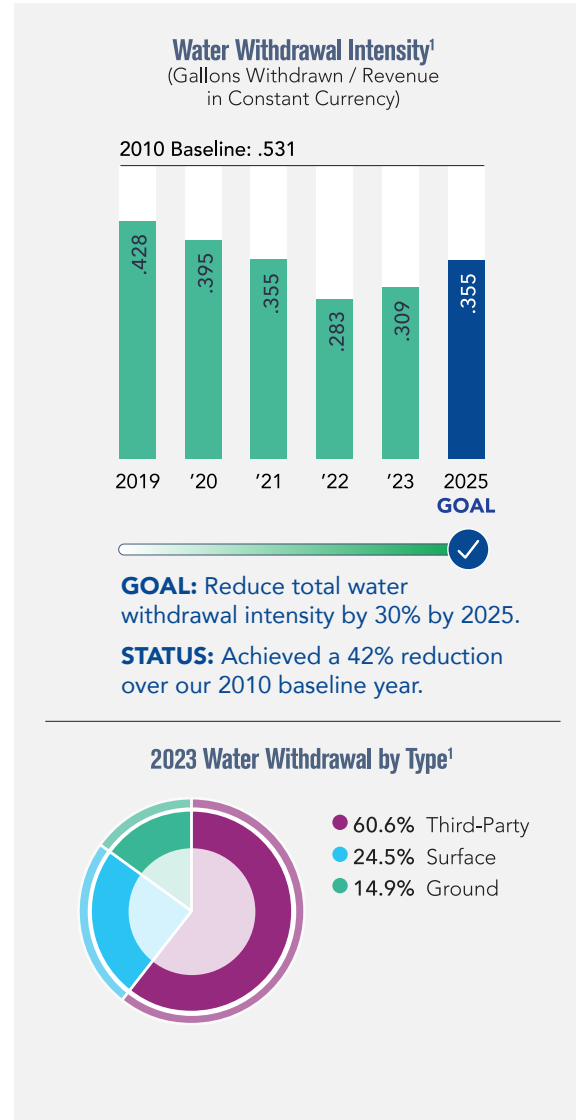 Water Withdrawal Intensity¹
(Gallons Withdrawn / Revenue
in Constant Currency)
2010 Baseline: .531
.428
.395
.355
.283
.309
.355
2019
’20
’21
’22
’23
2025
GOAL
GOAL: Reduce total water
withdrawal intensity by 30% by 2025.
STATUS: Achieved a 42% reduction
over our 2010 baseline year.
2023 Water Withdrawal by Type¹
60.6% Third-Party
24.5% Surface
14.9% Ground